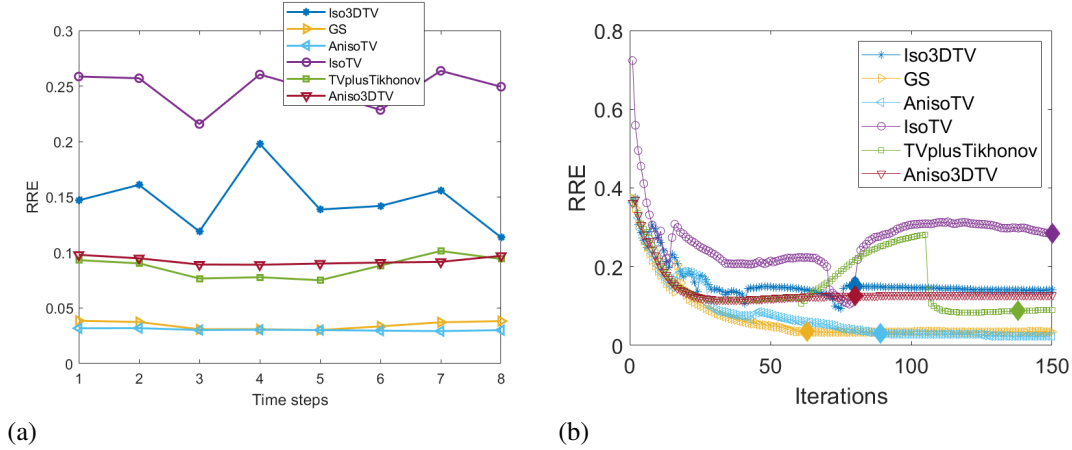 0.3
0.25
0.2
0.15
0.1
0.05
0
RRE
1 2 3 4 5 6 7 8
Time steps
Iso3DTV
GS
AnisoTV
IsoTV
TVplusTikhonov
Aniso3DTV
(a)
0.8
0.6
0.4
0.2
0
RRE
0 50 100 150
Iterations
Iso3DTV
GS
AnisoTV
IsoTV
TVplusTikhonov
Aniso3DTV
(b)